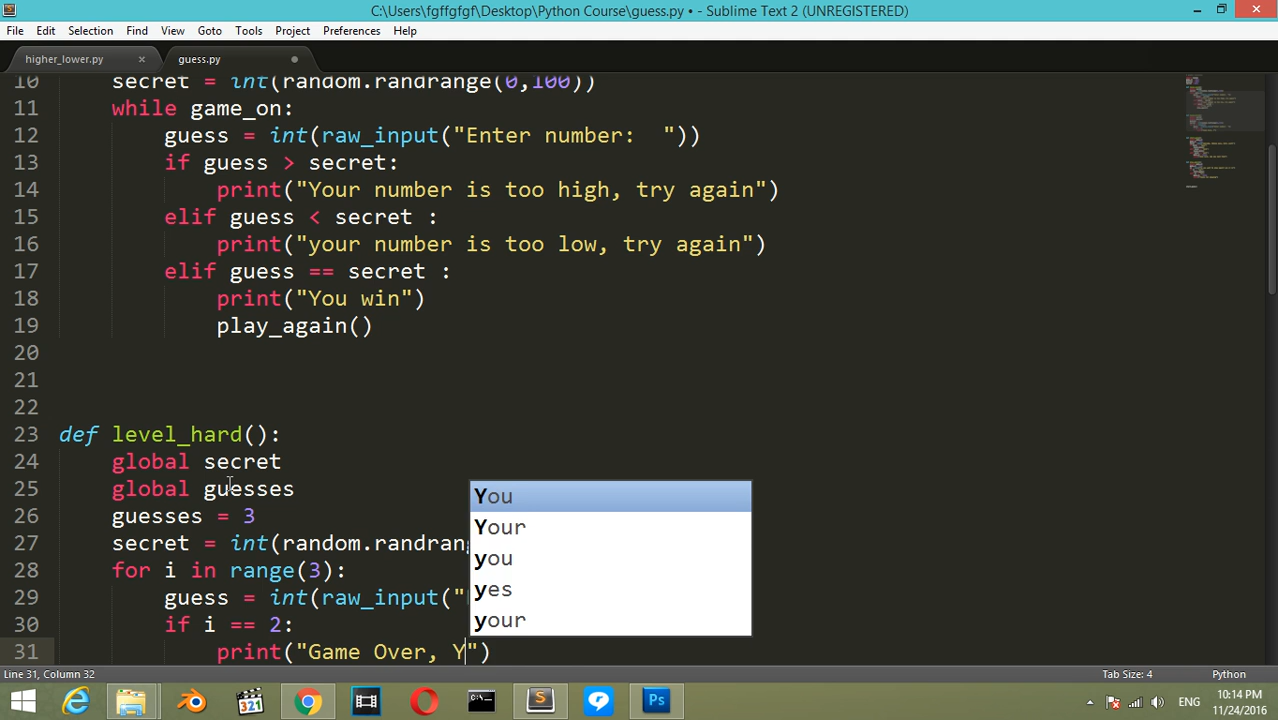 C:\Users\fgffgfgf\Desktop\Python Course\guess.py • - Sublime Text 2 (UNREGISTERED)
File Edit Selection Find View Goto Tools Project Preferences Help
higher_lower.py × guess.py
10 secret = int(random.randrange(0,100))
11 while game_on:
12 guess = int(raw_input("Enter number:  "))
13 if guess > secret:
14 print("Your number is too high, try again")
15 elif guess < secret :
16 print("your number is too low, try again")
17 elif guess == secret :
18 print("You win")
19 play_again()
20
21
22
23 def level_hard():
24 global secret
25 global guesses
26 guesses = 3
27 secret = int(random.randran
28 for i in range(3):
29 guess = int(raw_input("
30 if i == 2:
31 print("Game Over, Y")
You
Your
you
yes
your
Line 31, Column 32 Tab Size: 4 Python
321 Ps ENG 10:14 PM
11/24/2016